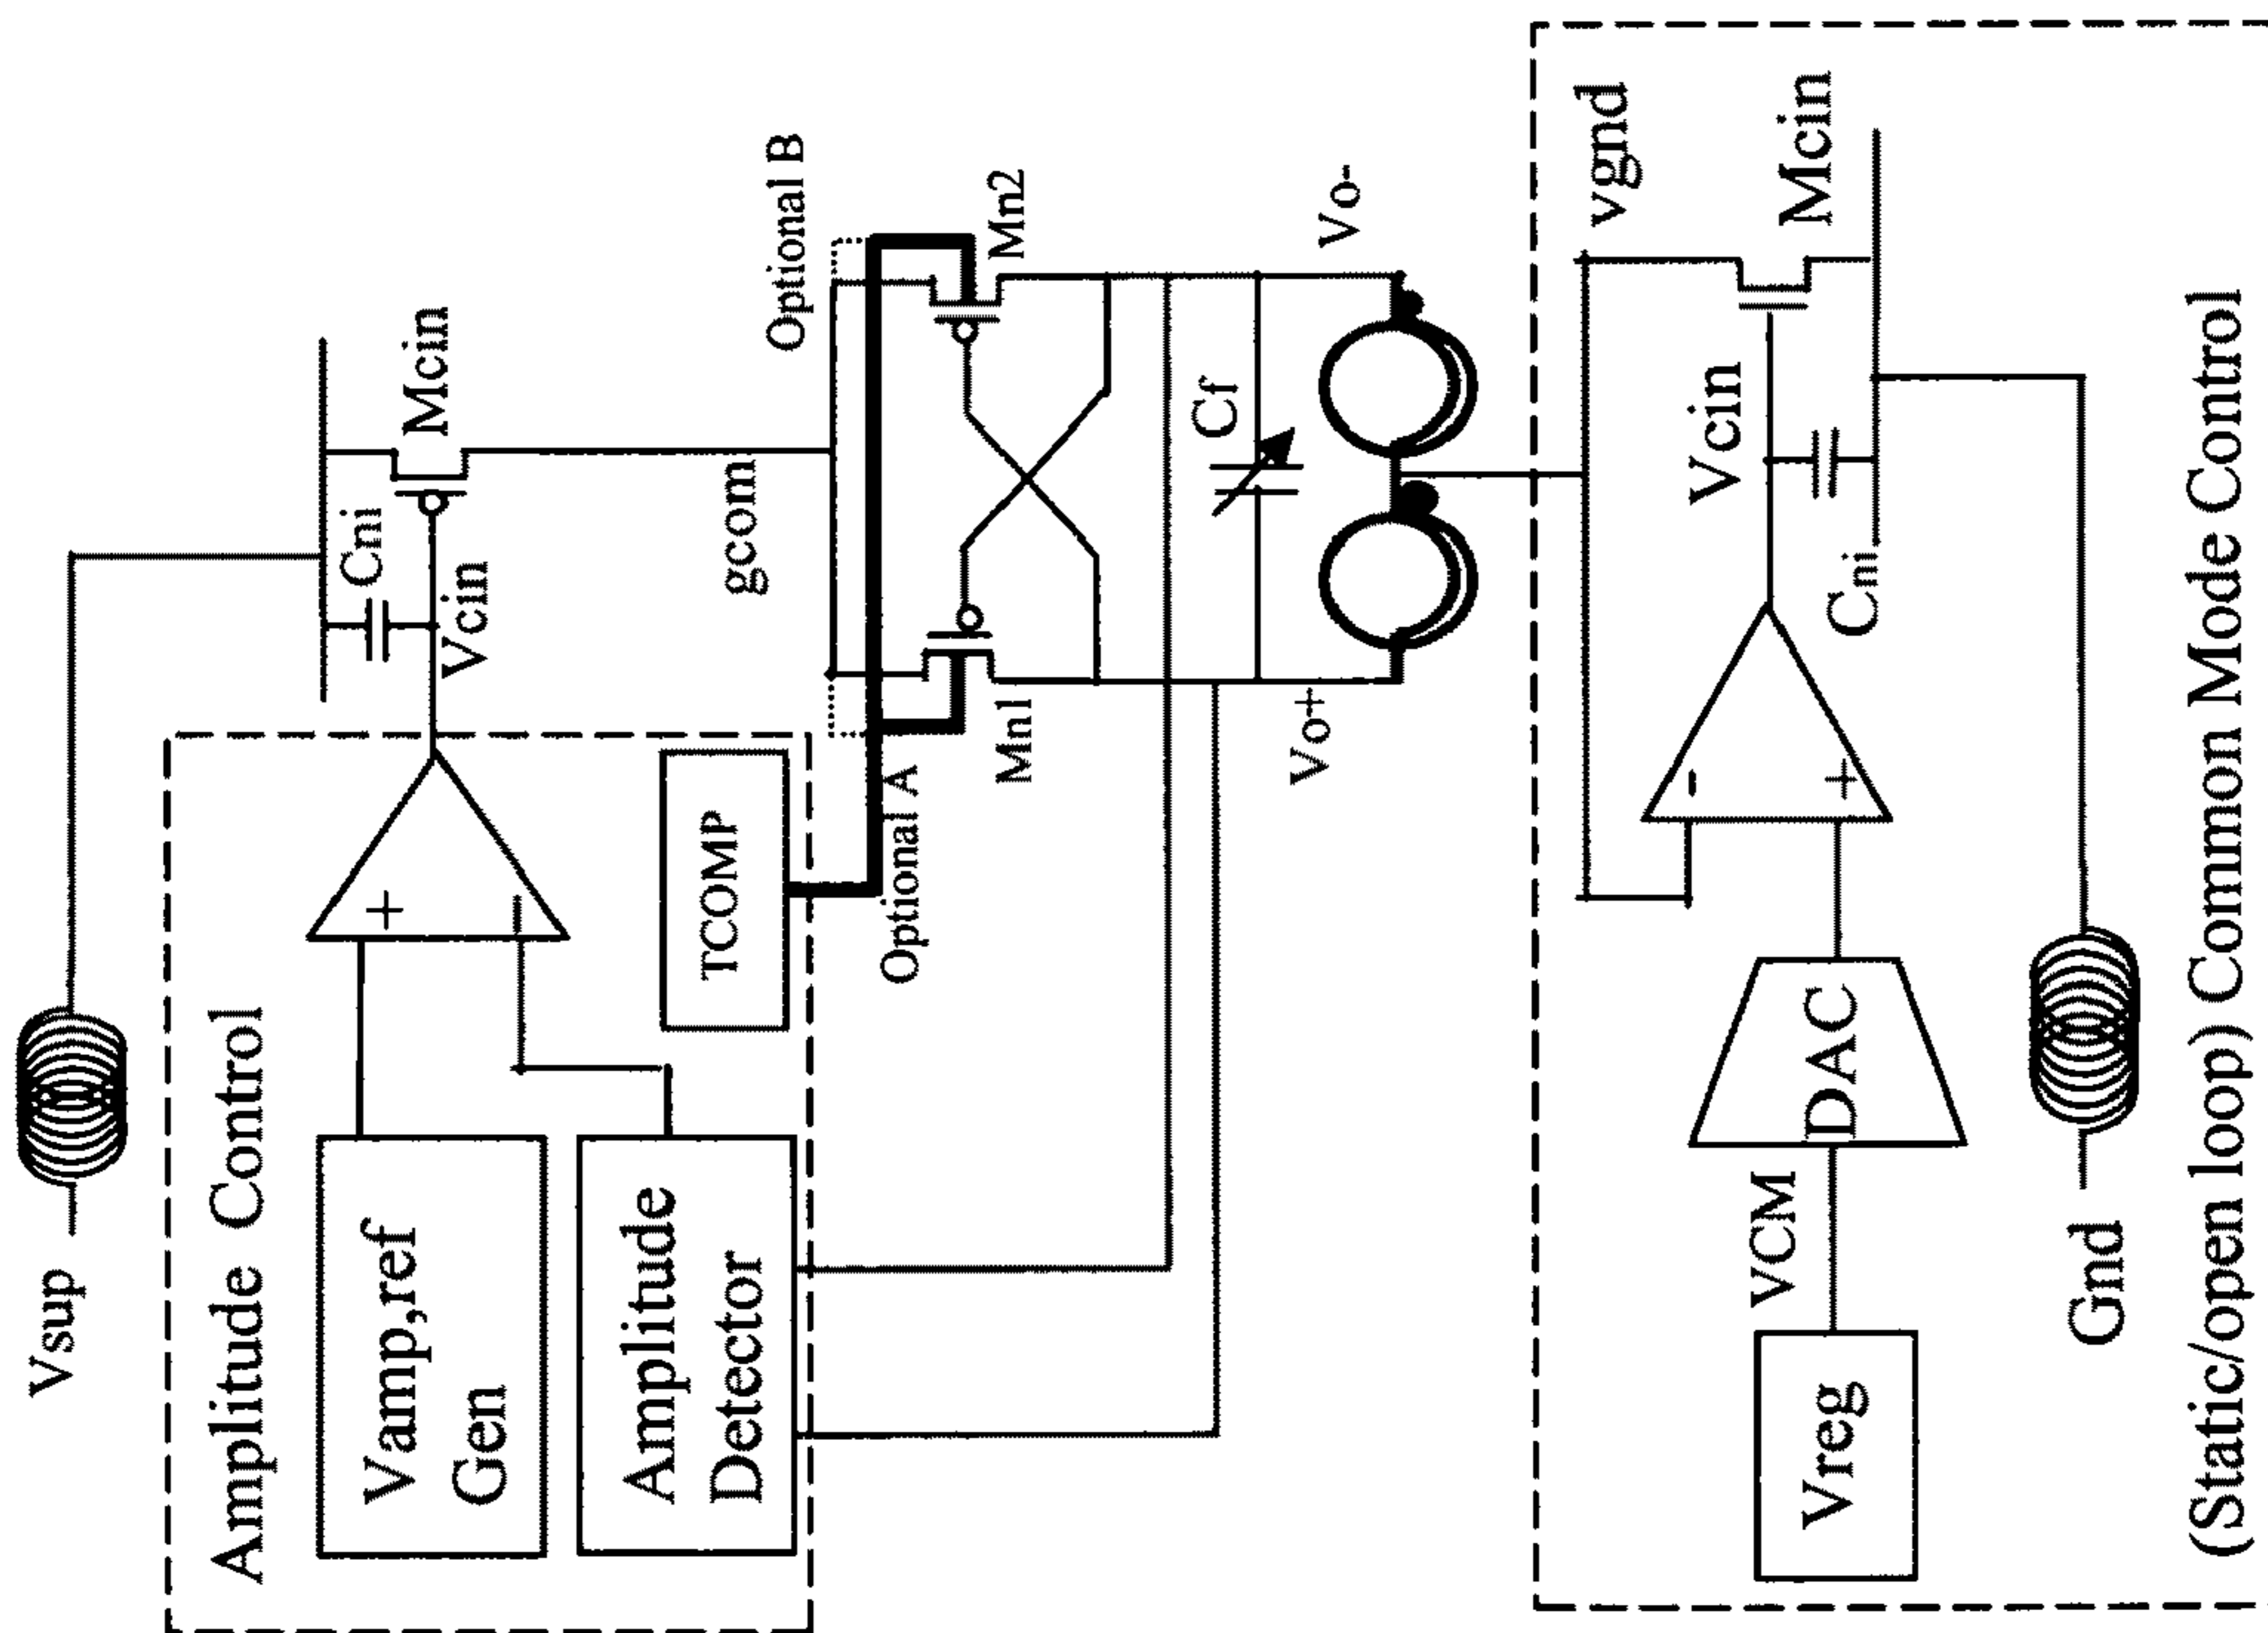 Vsup
Amplitude Control
Vamp,ref
Gen
+
−
Amplitude
Detector
TCOMP
Cni
Vcin
Mcin
gcom
Optional A
Optional B
Mn1
Mn2
Cf
Vo+
Vo-
vgnd
Mcin
Vcin
Cni
-
+
DAC
VCM
Vreg
Gnd
(Static/open loop) Common Mode Control